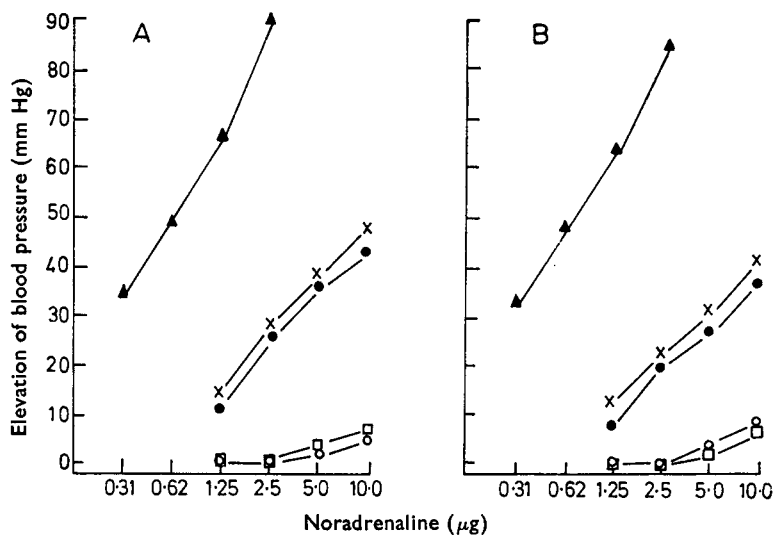 A
B
Elevation of blood pressure (mm Hg)
90
80
70
60
50
40
30
20
10
0
0·31 0·62 1·25 2·5 5·0 10·0
0·31 0·62 1·25 2·5 5·0 10·0
Noradrenaline (μg)